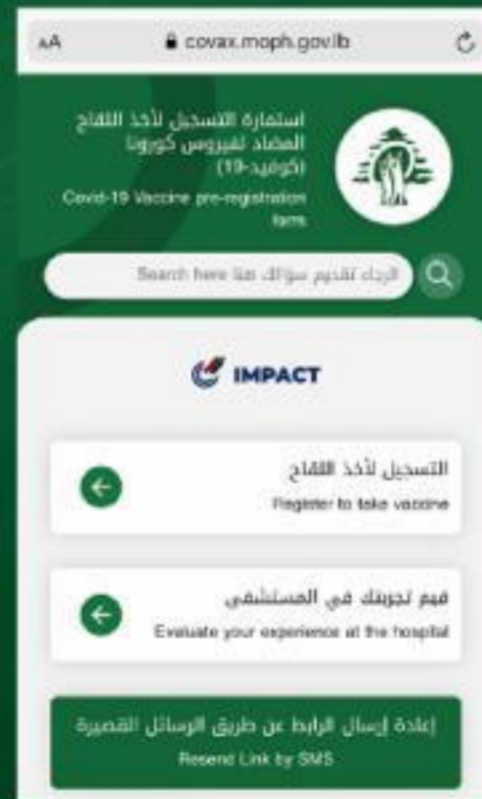 AA covax.moph.gov.lb
استمارة التسجيل لأخذ اللقاح
المضاد لفيروس كورونا
(كوفيد-19)
Covid-19 Vaccine pre-registration
form
الرجاء تقديم سؤالك هنا Search here
IMPACT
التسجيل لأخذ اللقاح
Register to take vaccine
قيم تجربتك في المستشفى
Evaluate your experience at the hospital
إعادة إرسال الرابط عن طريق الرسائل القصيرة
Resend Link by SMS